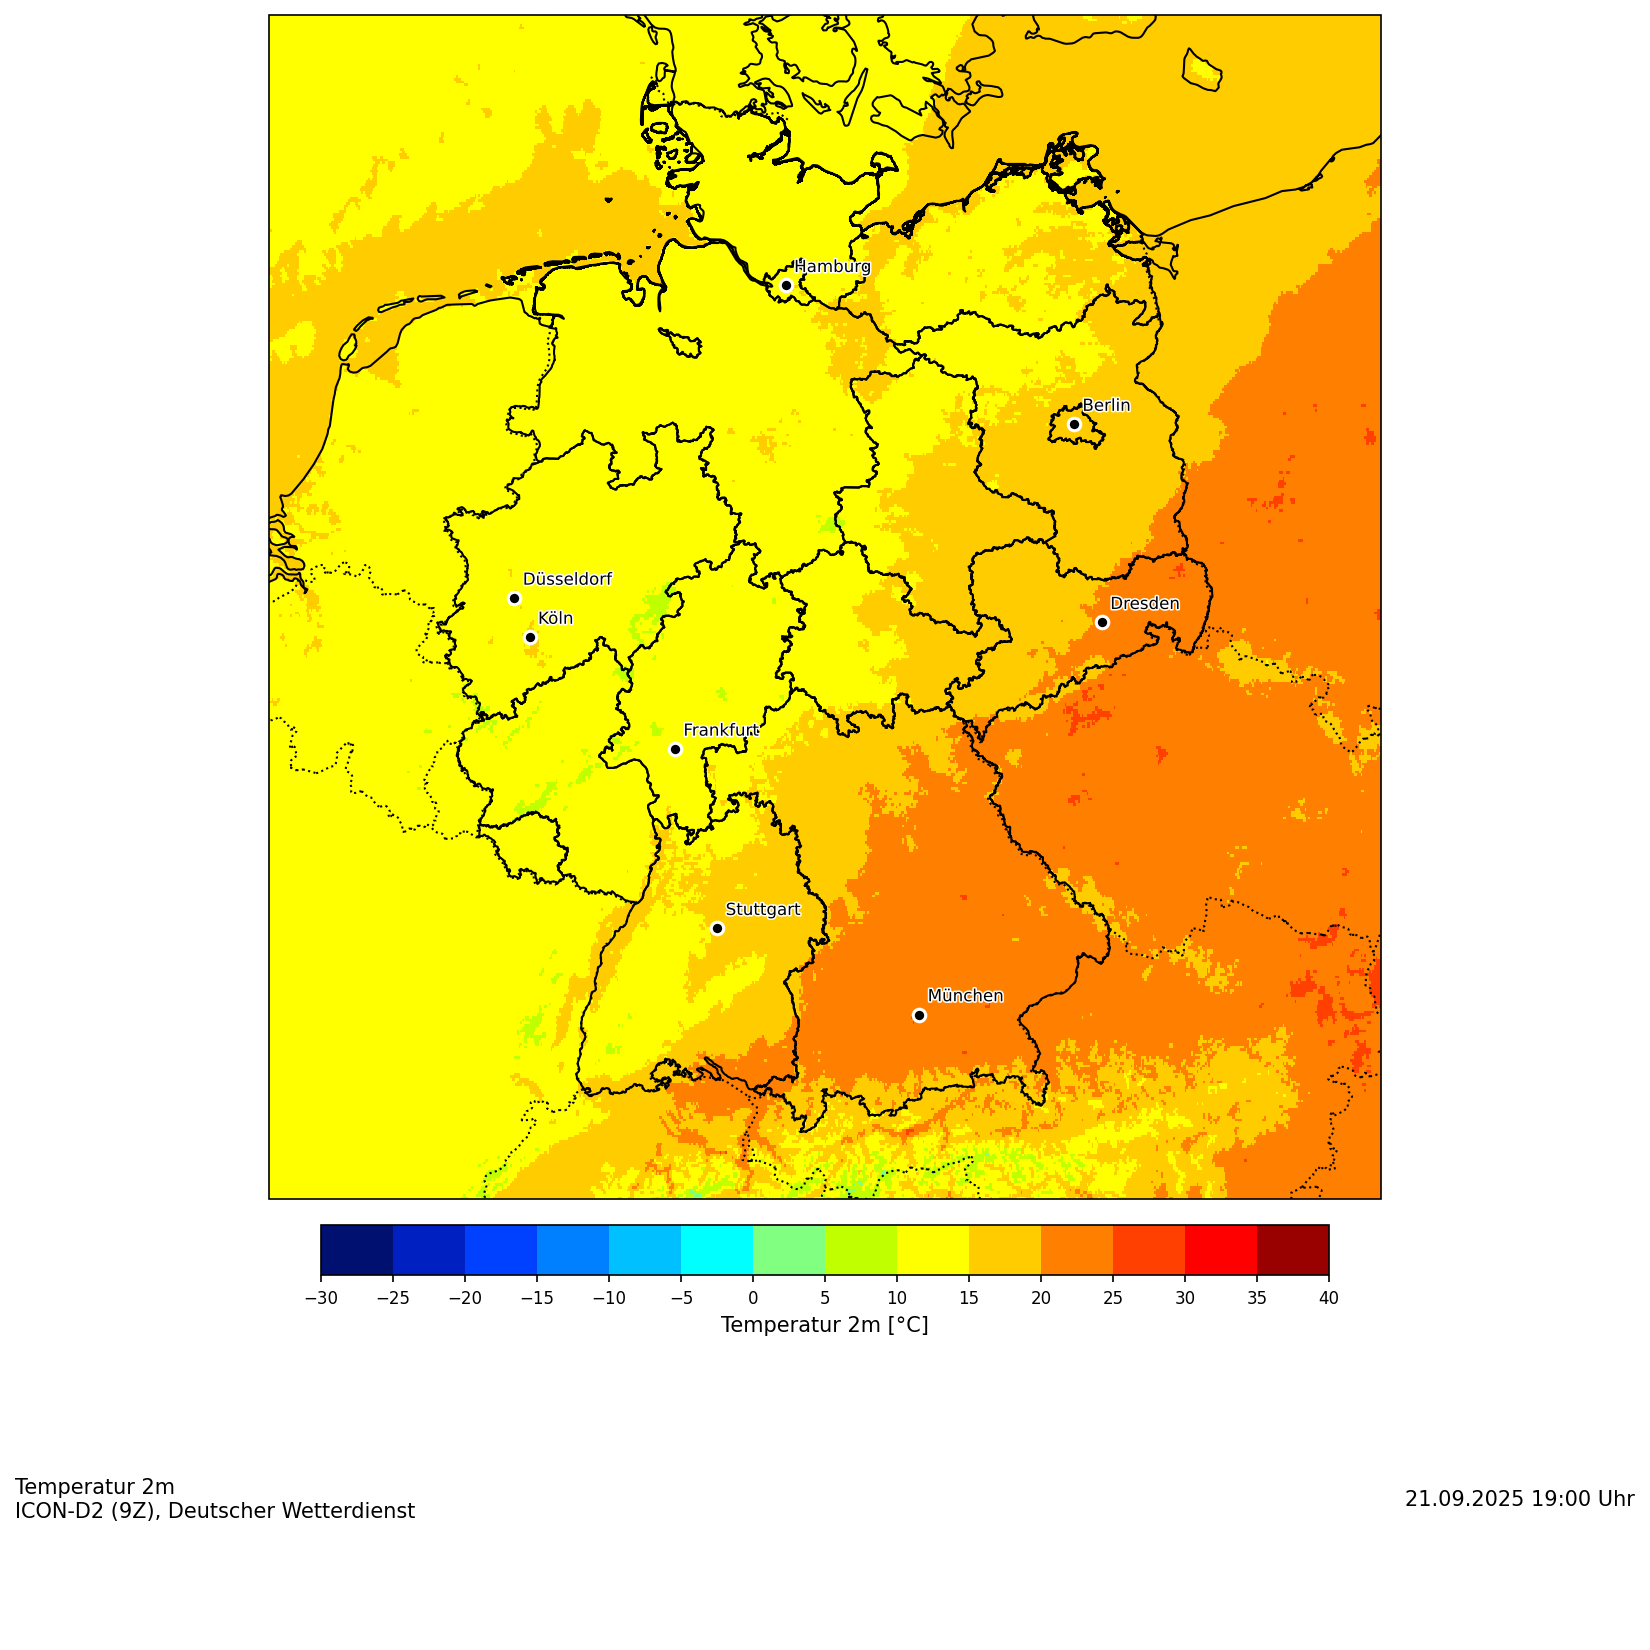 Hamburg
Berlin
Düsseldorf
Dresden
Köln
Frankfurt
Stuttgart
München
−30 −25 −20 −15 −10 −5 0 5 10 15 20 25 30 35 40
Temperatur 2m [°C]
Temperatur 2m
ICON-D2 (9Z), Deutscher Wetterdienst
21.09.2025 19:00 Uhr